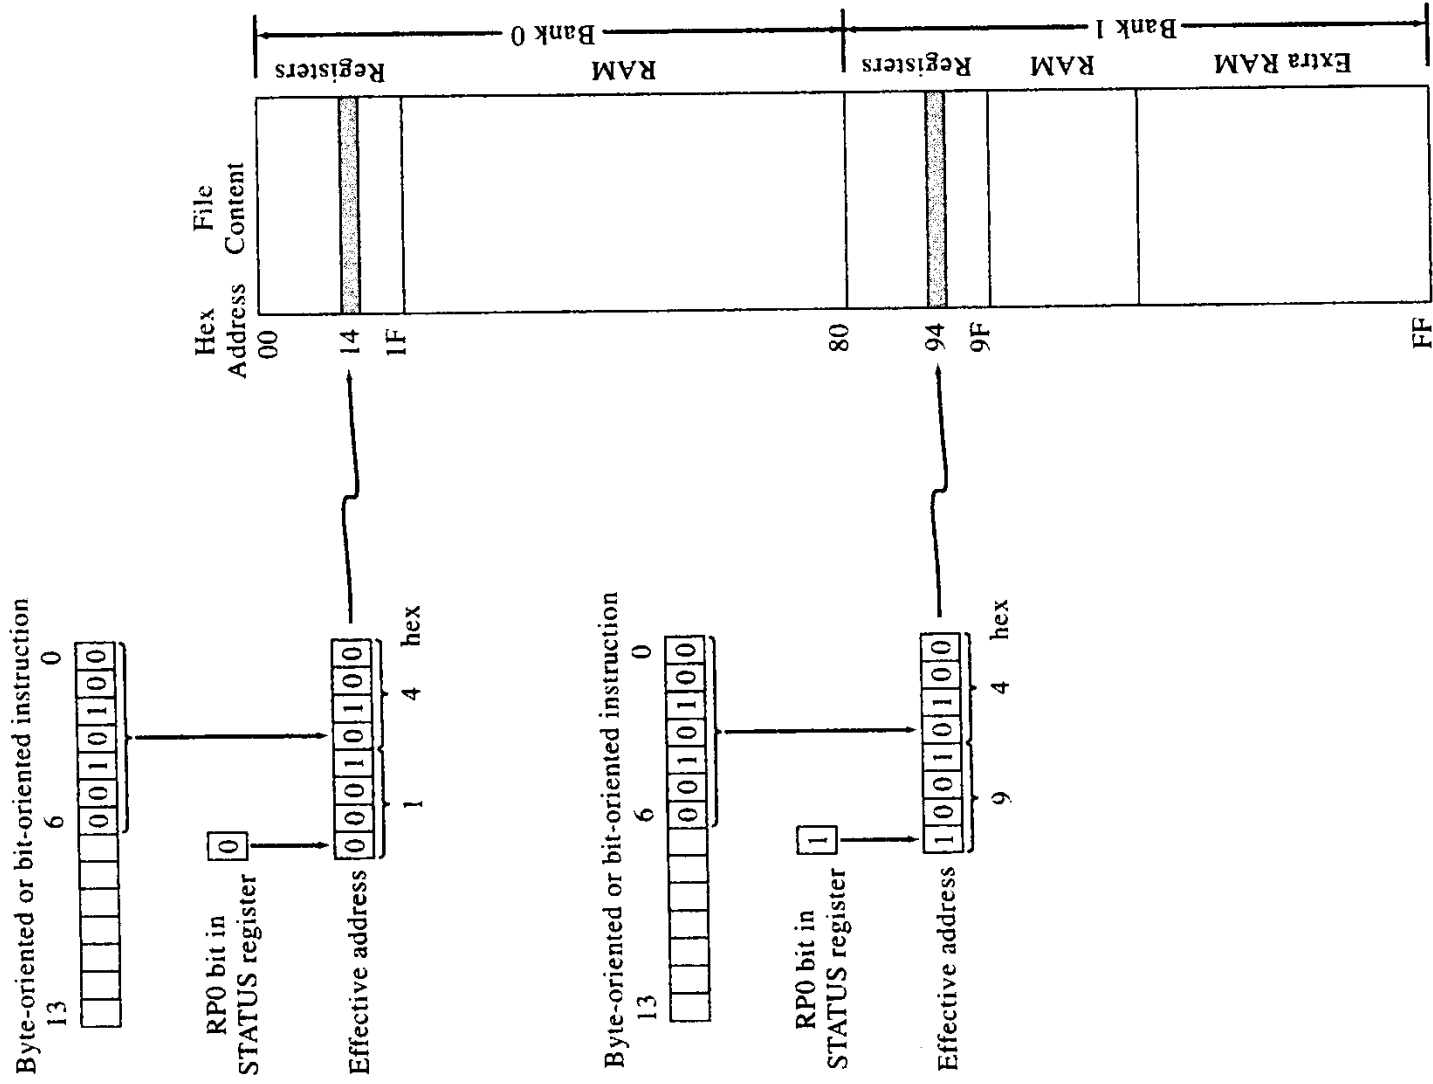 Byte-oriented or bit-oriented instruction
13 6 0
0 0 1 0 1 0 0
RP0 bit in
STATUS register
0
Effective address
0 0 0 1 0 1 0 0
1 4 hex
Byte-oriented or bit-oriented instruction
13 6 0
0 0 1 0 1 0 0
RP0 bit in
STATUS register
1
Effective address
1 0 0 1 0 1 0 0
9 4 hex
Hex
Address
File
Content
00
14
1F
80
94
9F
FF
Registers
RAM
Bank 0
Registers
RAM
Extra RAM
Bank 1